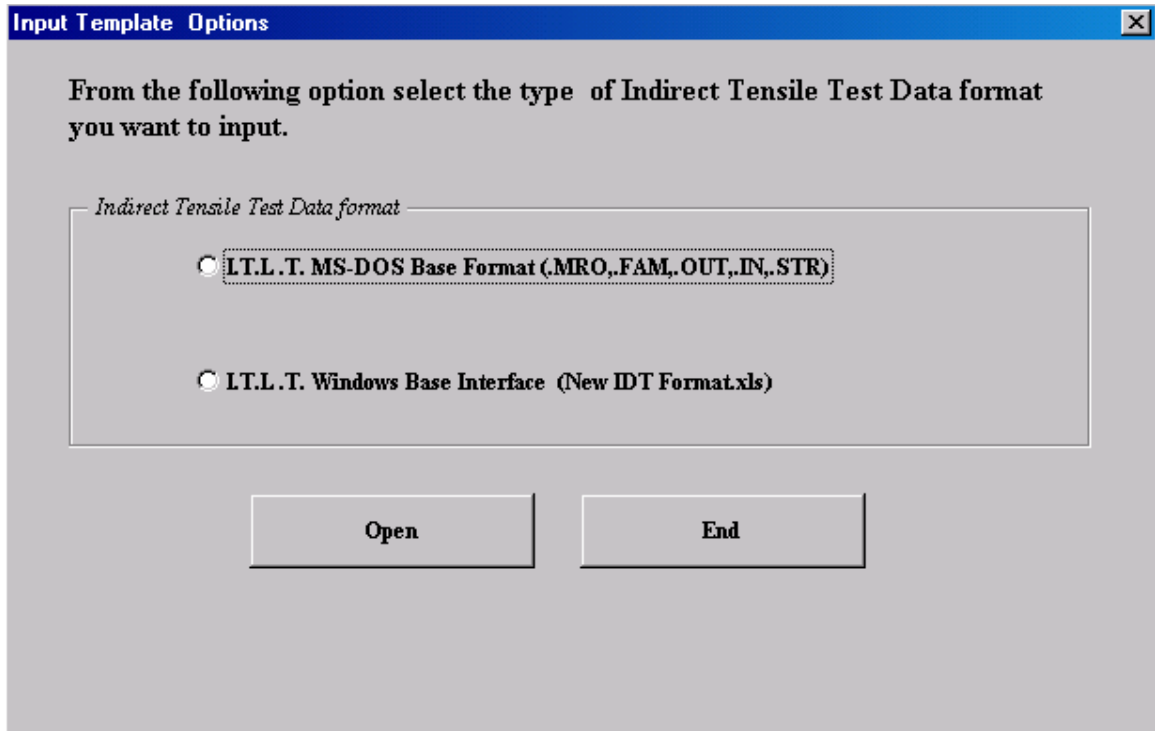 Input Template  Options
From the following option select the type  of Indirect Tensile Test Data format
you want to input.
Indirect Tensile Test Data format
I.T.L .T. MS-DOS Base Format (.MRO,.FAM,.OUT,.IN,.STR)
I.T.L .T. Windows Base Interface  (New IDT Format.xls)
Open
End